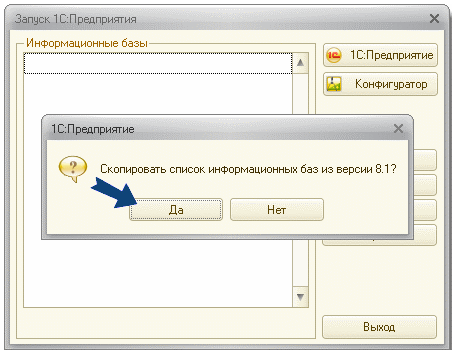 Запуск 1С:Предприятия
Информационные базы
1С:Предприятие
Конфигуратор
1С:Предприятие
Скопировать список информационных баз из версии 8.1?
Да
Нет
Выход